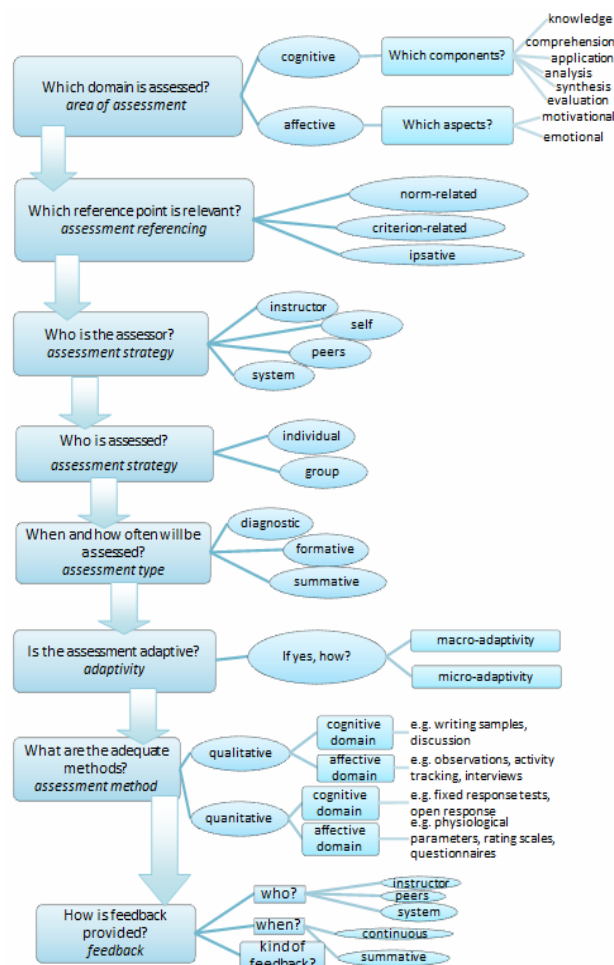 Which domain is assessed?
area of assessment
cognitive
Which components?
knowledge
comprehension
application
analysis
synthesis
evaluation
affective
Which aspects?
motivational
emotional
Which reference point is relevant?
assessment referencing
norm-related
criterion-related
ipsative
Who is the assessor?
assessment strategy
instructor
self
peers
system
Who is assessed?
assessment strategy
individual
group
When and how often will be
assessed?
assessment type
diagnostic
formative
summative
Is the assessment adaptive?
adaptivity
If yes, how?
macro-adaptivity
micro-adaptivity
What are the adequate
methods?
assessment method
qualitative
cognitive
domain
e.g. writing samples,
discussion
affective
domain
e.g. observations, activity
tracking, interviews
quanitative
cognitive
domain
e.g. fixed response tests,
open response
affective
domain
e.g. physiological
parameters, rating scales,
questionnaires
How is feedback
provided?
feedback
who?
instructor
peers
system
when?
continuous
summative
kind of
feedback?